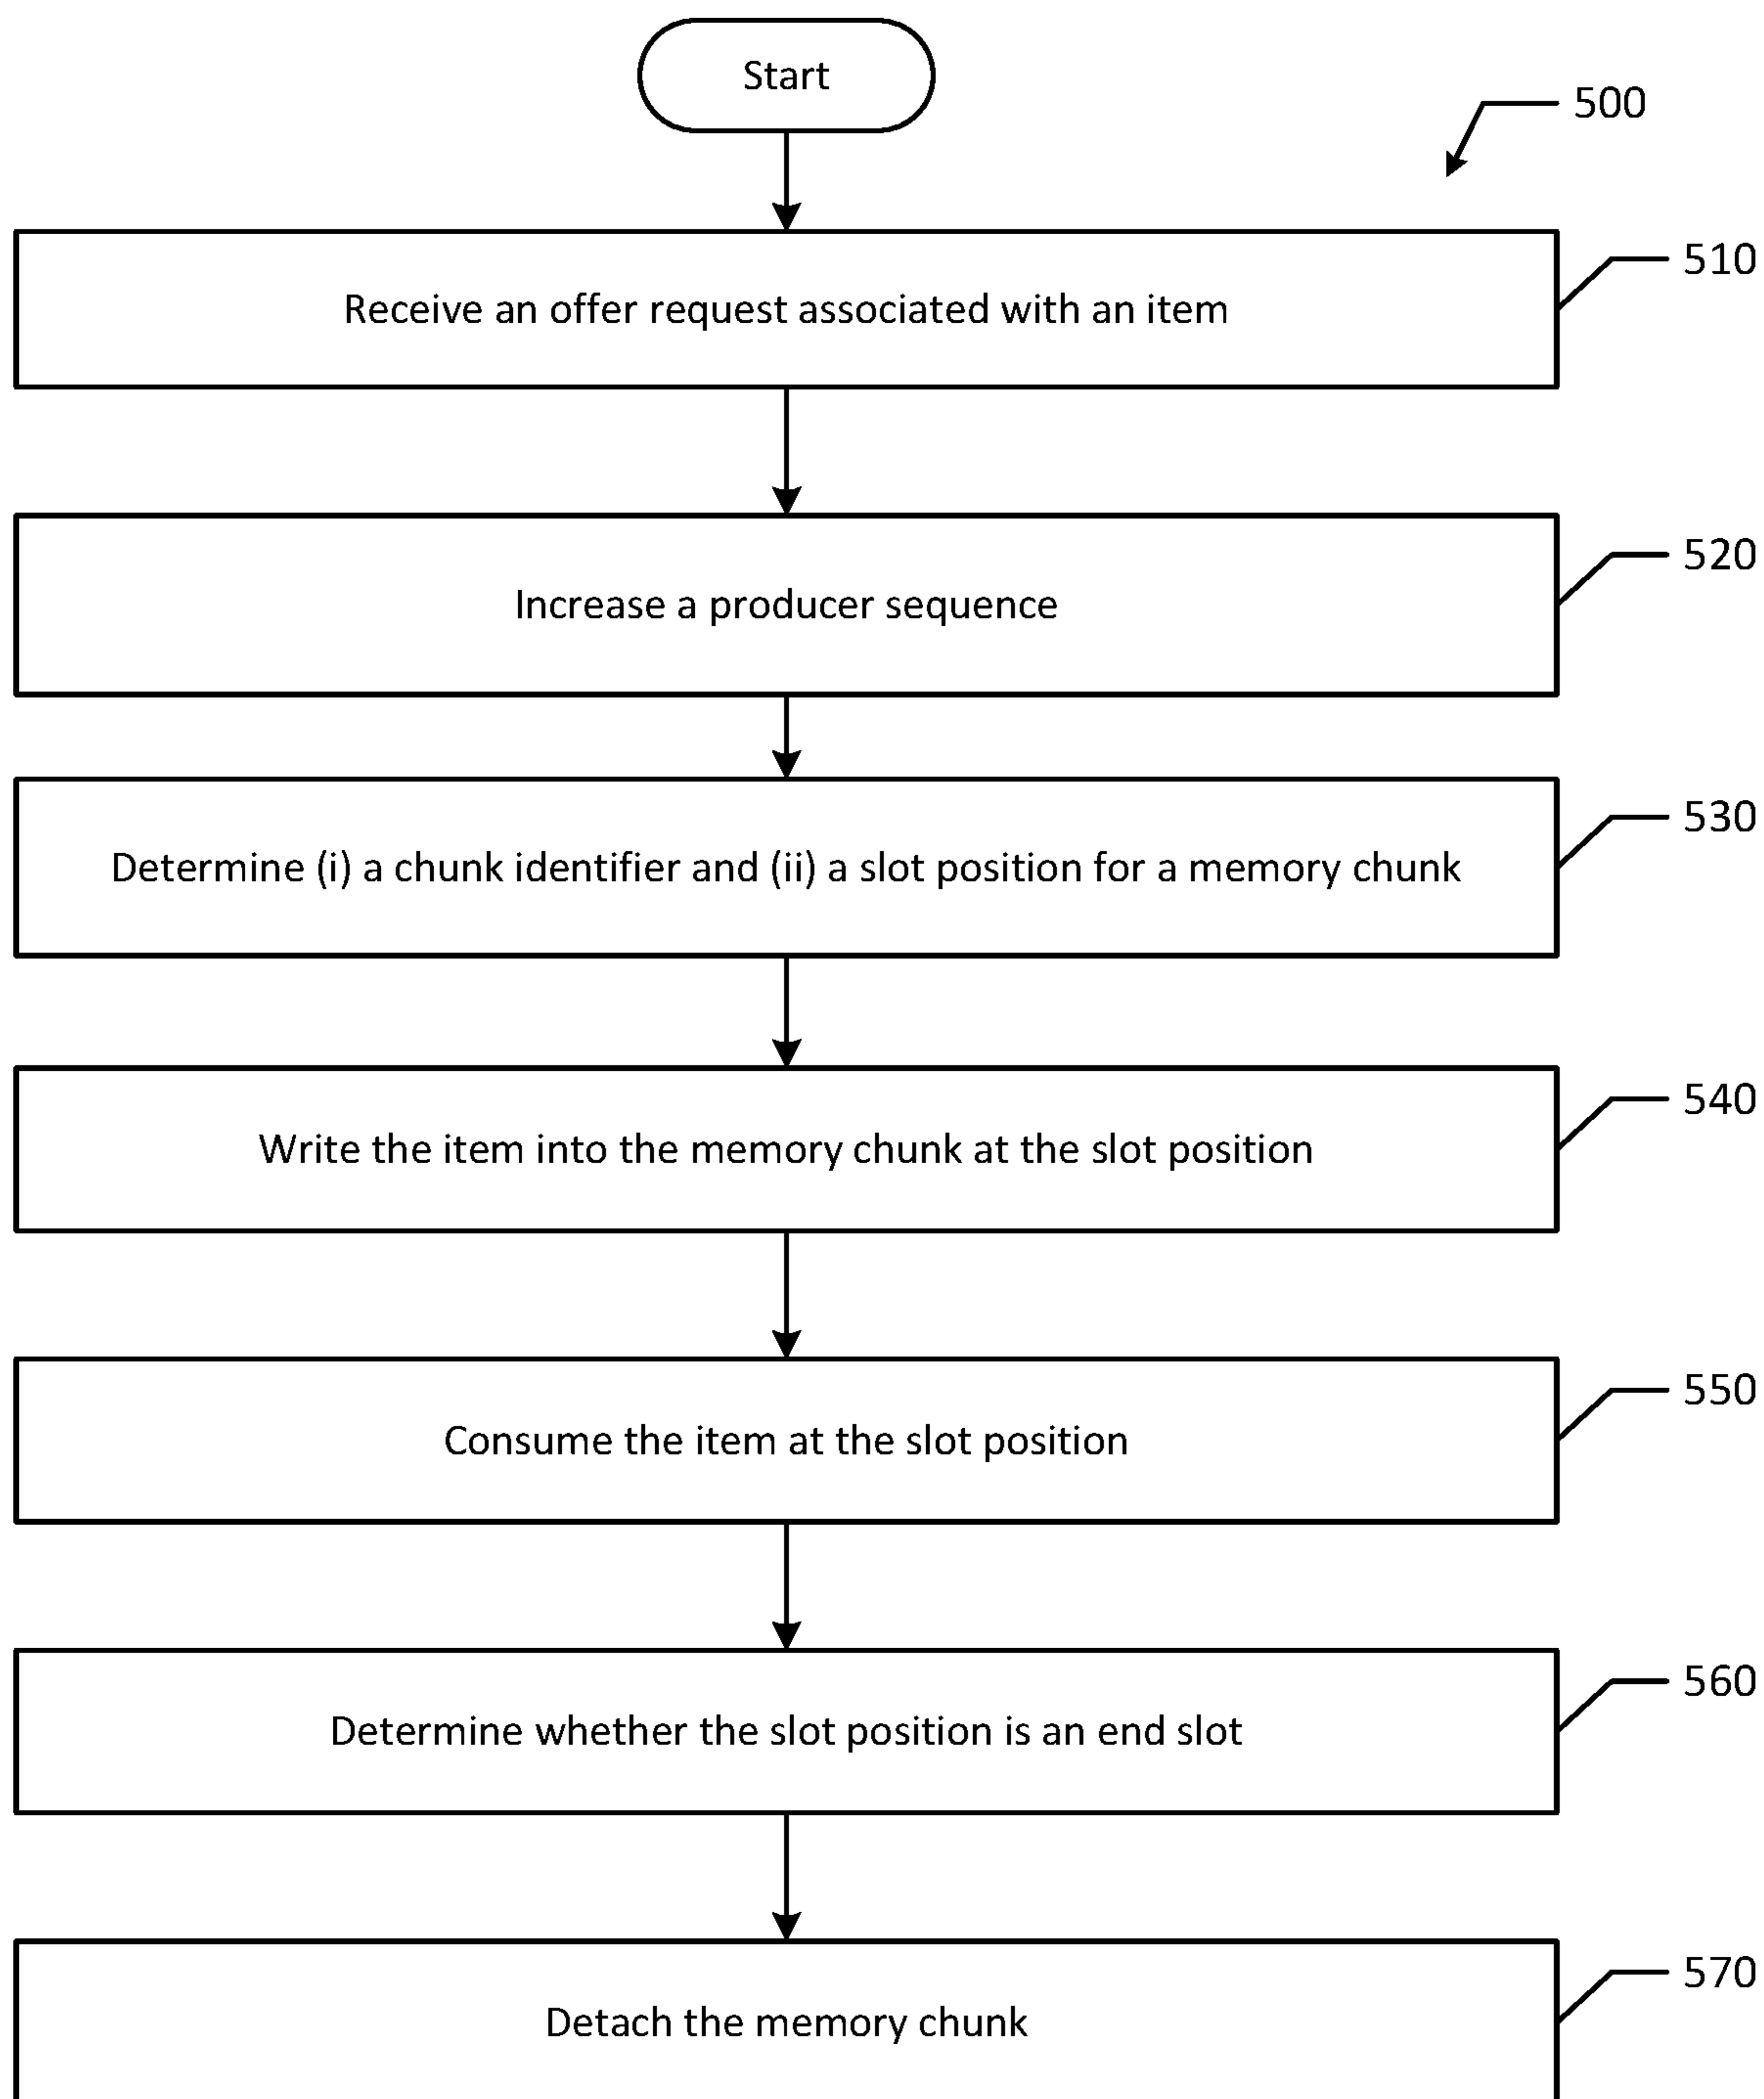 Start
500
Receive an offer request associated with an item
510
Increase a producer sequence
520
Determine (i) a chunk identifier and (ii) a slot position for a memory chunk
530
Write the item into the memory chunk at the slot position
540
Consume the item at the slot position
550
Determine whether the slot position is an end slot
560
Detach the memory chunk
570